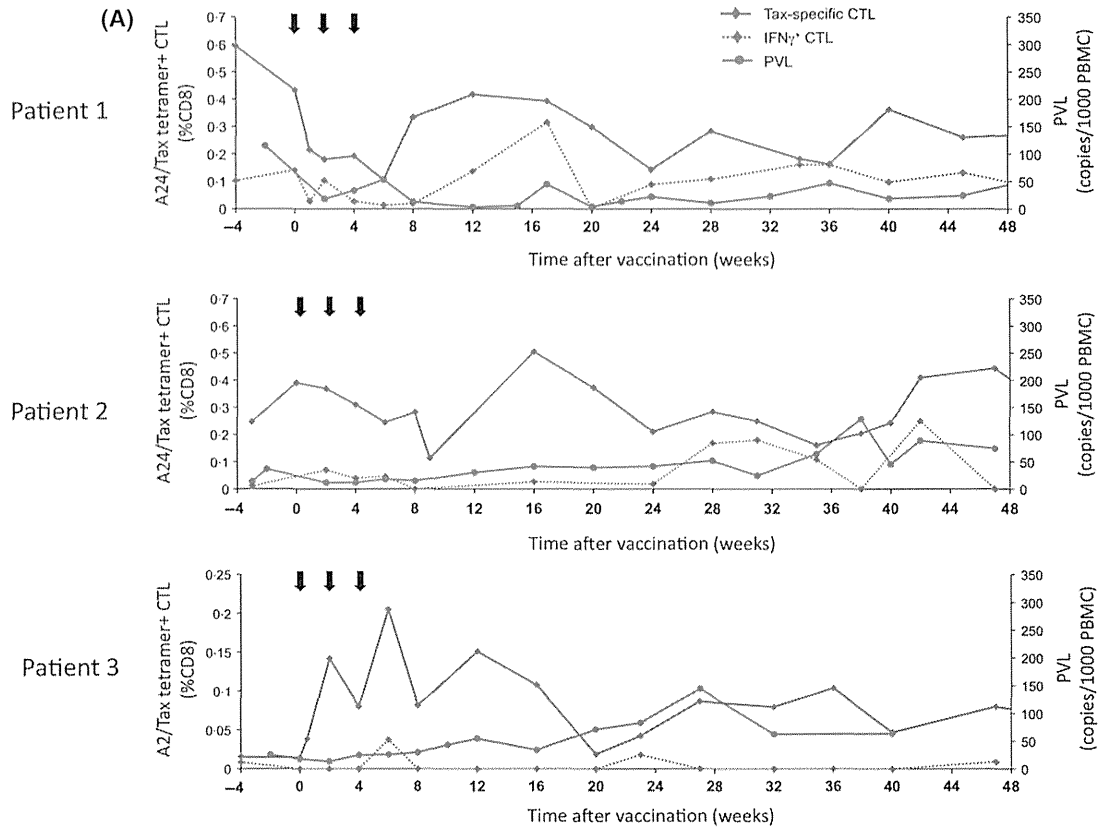 (A)
Tax-specific CTL
IFNγ⁺ CTL
PVL
Patient 1
A24/Tax tetramer+ CTL
(%CD8)
0·7
0·6
0·5
0·4
0·3
0·2
0·1
0
350
300
250
200
150
100
50
0
PVL
(copies/1000 PBMC)
–4 0 4 8 12 16 20 24 28 32 36 40 44 48
Time after vaccination (weeks)
Patient 2
A24/Tax tetramer+ CTL
(%CD8)
0·7
0·6
0·5
0·4
0·3
0·2
0·1
0
350
300
250
200
150
100
50
0
PVL
(copies/1000 PBMC)
–4 0 4 8 12 16 20 24 28 32 36 40 44 48
Time after vaccination (weeks)
Patient 3
A2/Tax tetramer+ CTL
(%CD8)
0·25
0·2
0·15
0·1
0·05
0
350
300
250
200
150
100
50
0
PVL
(copies/1000 PBMC)
–4 0 4 8 12 16 20 24 28 32 36 40 44 48
Time after vaccination (weeks)